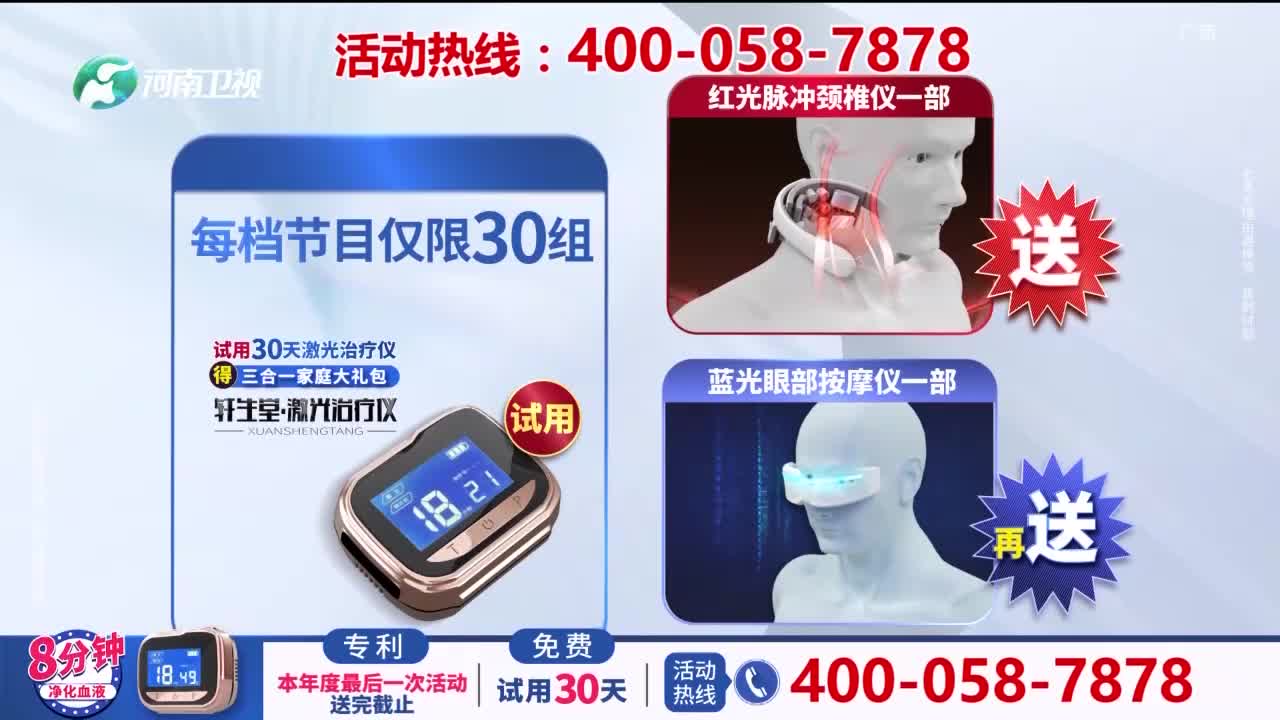 活动热线：400-058-7878
广告
河南卫视
红光脉冲颈椎仪一部
送
每档节目仅限30组
试用30天激光治疗仪
得 三合一家庭大礼包
轩生堂·激光治疗仪
XUANSHENGTANG
试用
18 21
T P
蓝光眼部按摩仪一部
再送
8分钟
净化血液
18 49
专利
本年度最后一次活动
送完截止
免费
试用30天
活动
热线
400-058-7878